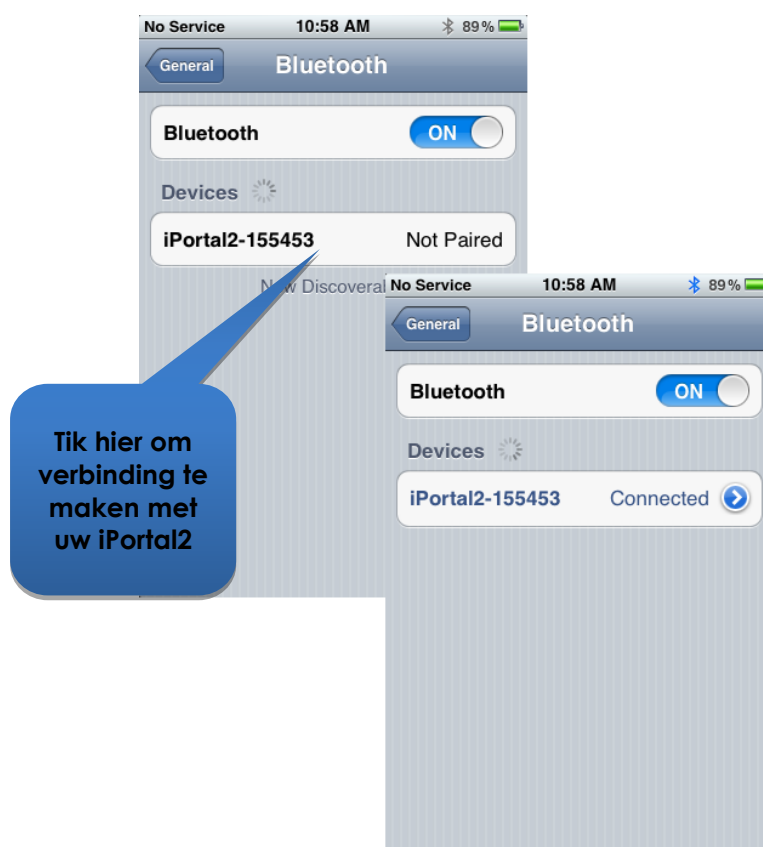 No Service 10:58 AM 89%
General Bluetooth
Bluetooth ON
Devices
iPortal2-155453 Not Paired
Discoveral
Tik hier om
verbinding te
maken met
uw iPortal2
No Service 10:58 AM 89%
General Bluetooth
Bluetooth ON
Devices
iPortal2-155453 Connected